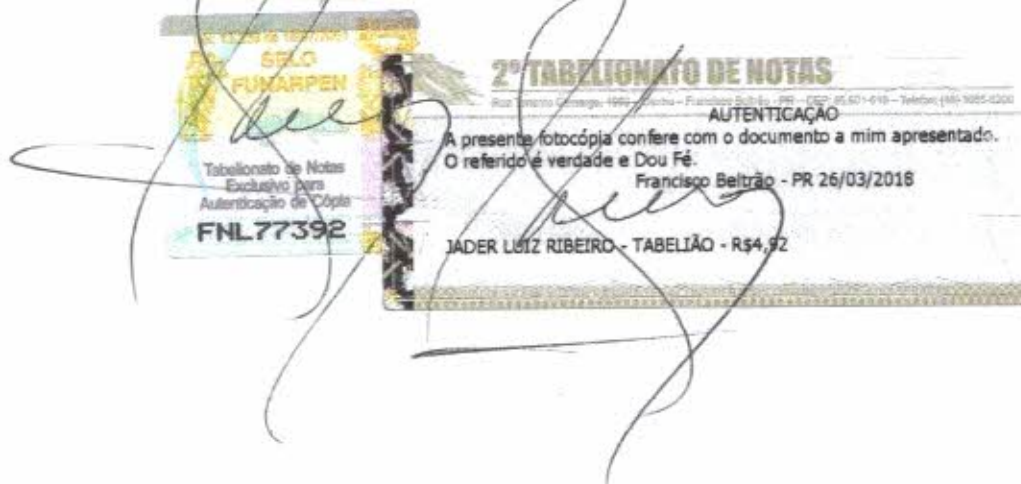 SELO
FUNARPEN
Tabelionato de Notas
Exclusivo para
Autenticação de Cópia
FNL77392
2º TABELIONATO DE NOTAS
AUTENTICAÇÃO
A presente fotocópia confere com o documento a mim apresentado.
O referido é verdade e Dou Fé.
Francisco Beltrão - PR 26/03/2018
JADER LUIZ RIBEIRO - TABELIÃO - R$4,92